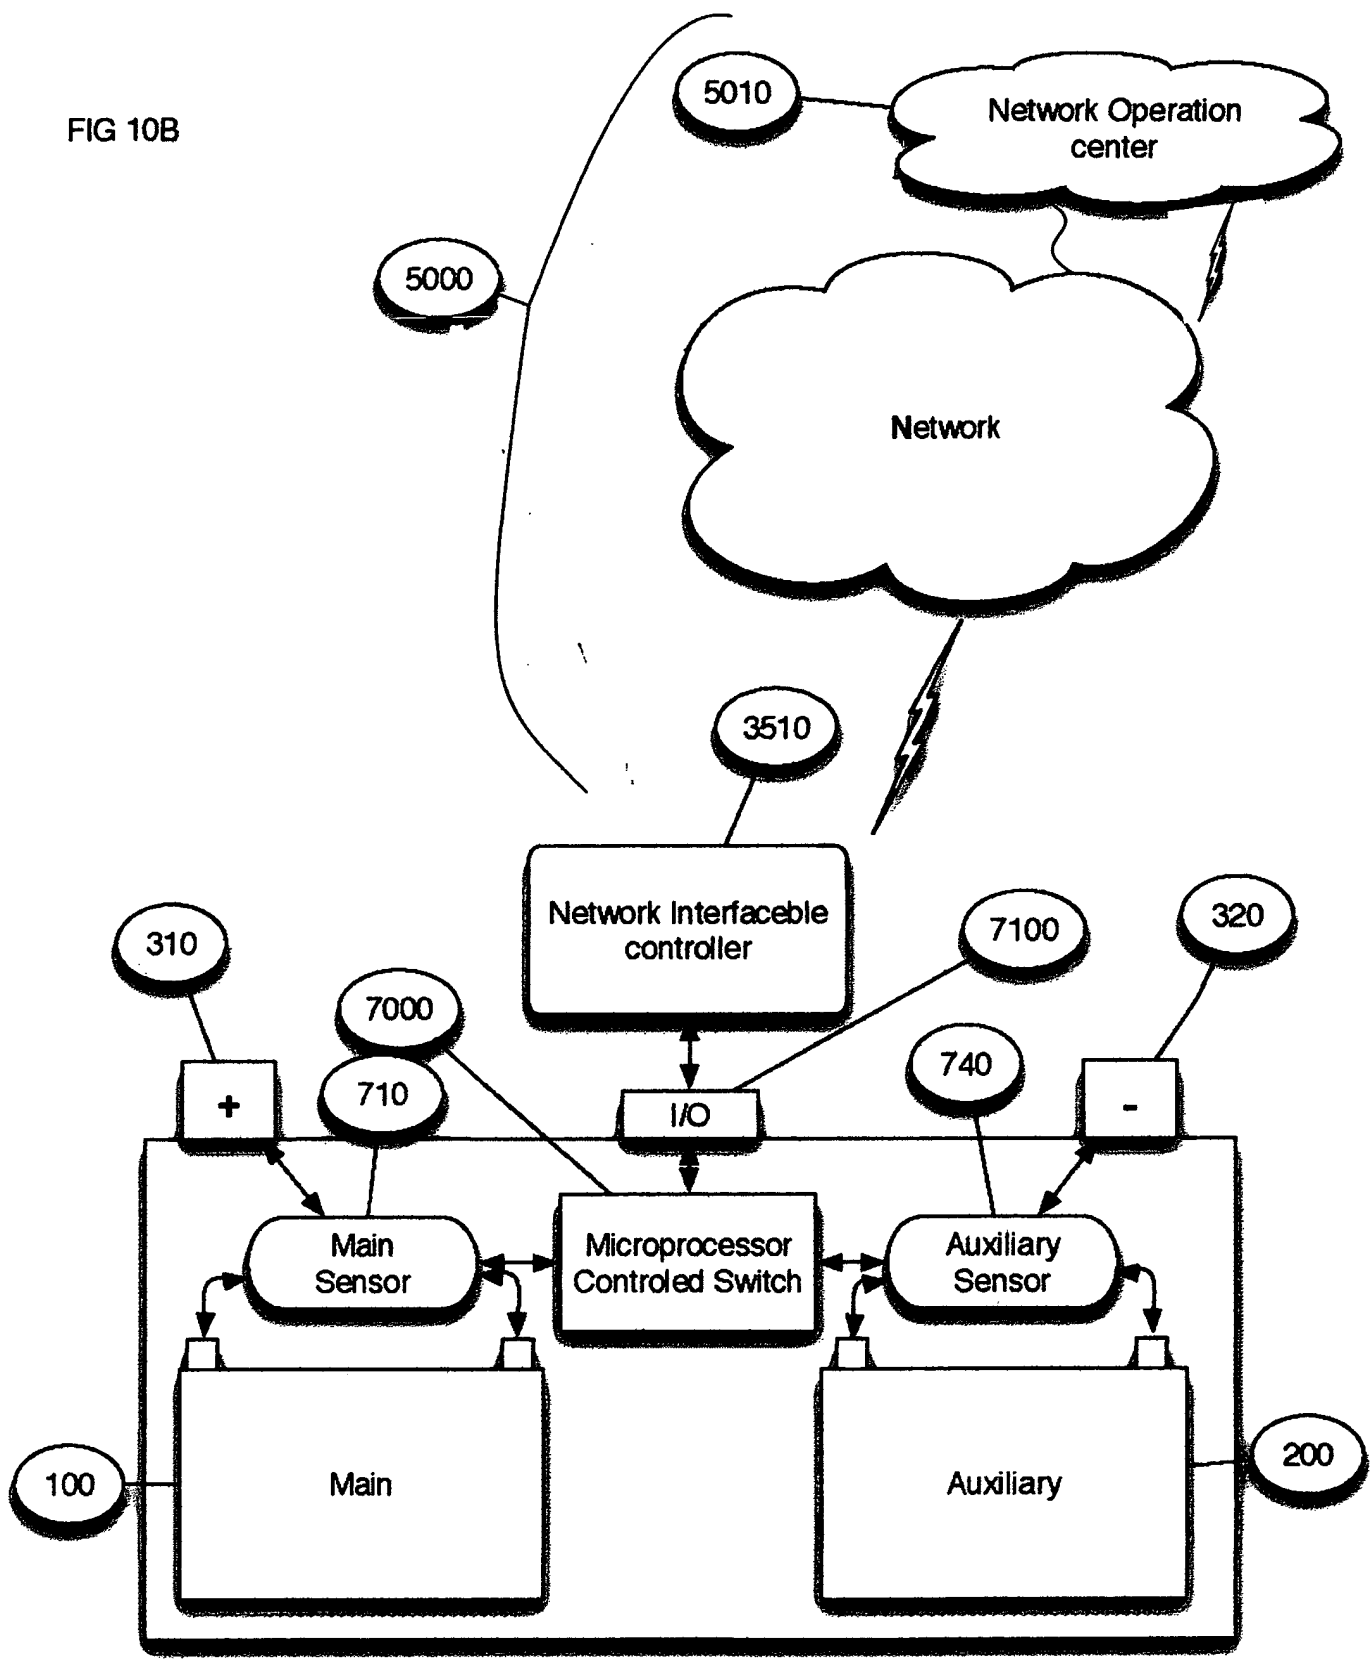 5010
Network Operation
center
FIG 10B
5000
Network
3510
Network Interfaceble
controller
7100
320
310
7000
740
710
+
I/O
-
Main
Sensor
Microprocessor
Controled Switch
Auxiliary
Sensor
100
Main
Auxiliary
200